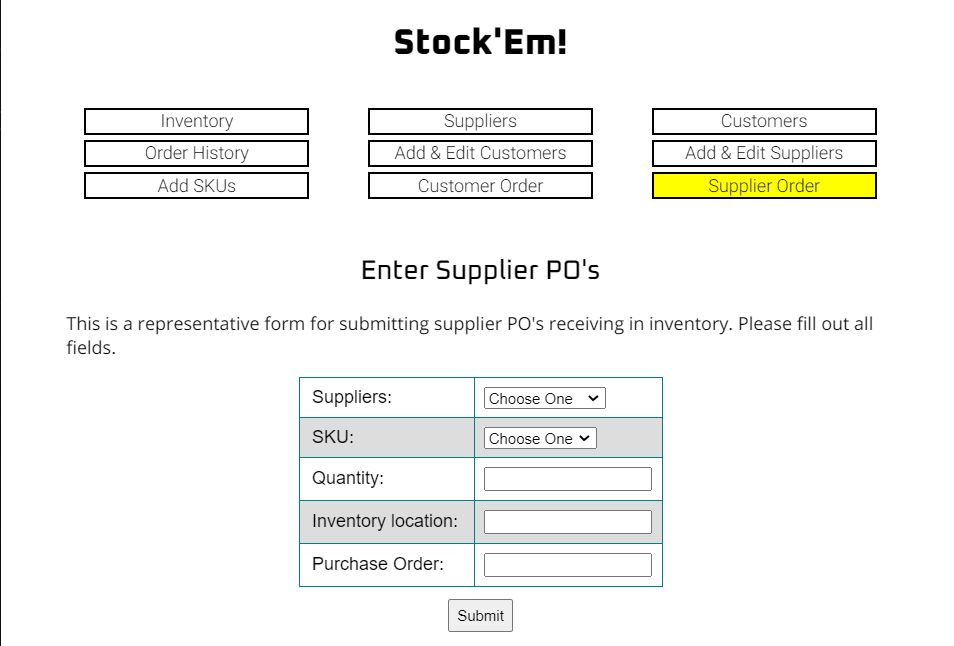 Stock'Em!
Inventory
Suppliers
Customers
Order History
Add & Edit Customers
Add & Edit Suppliers
Add SKUs
Customer Order
Supplier Order
Enter Supplier PO's
This is a representative form for submitting supplier PO's receiving in inventory. Please fill out all
fields.
Suppliers: Choose One
SKU: Choose One
Quantity:
Inventory location:
Purchase Order:
Submit